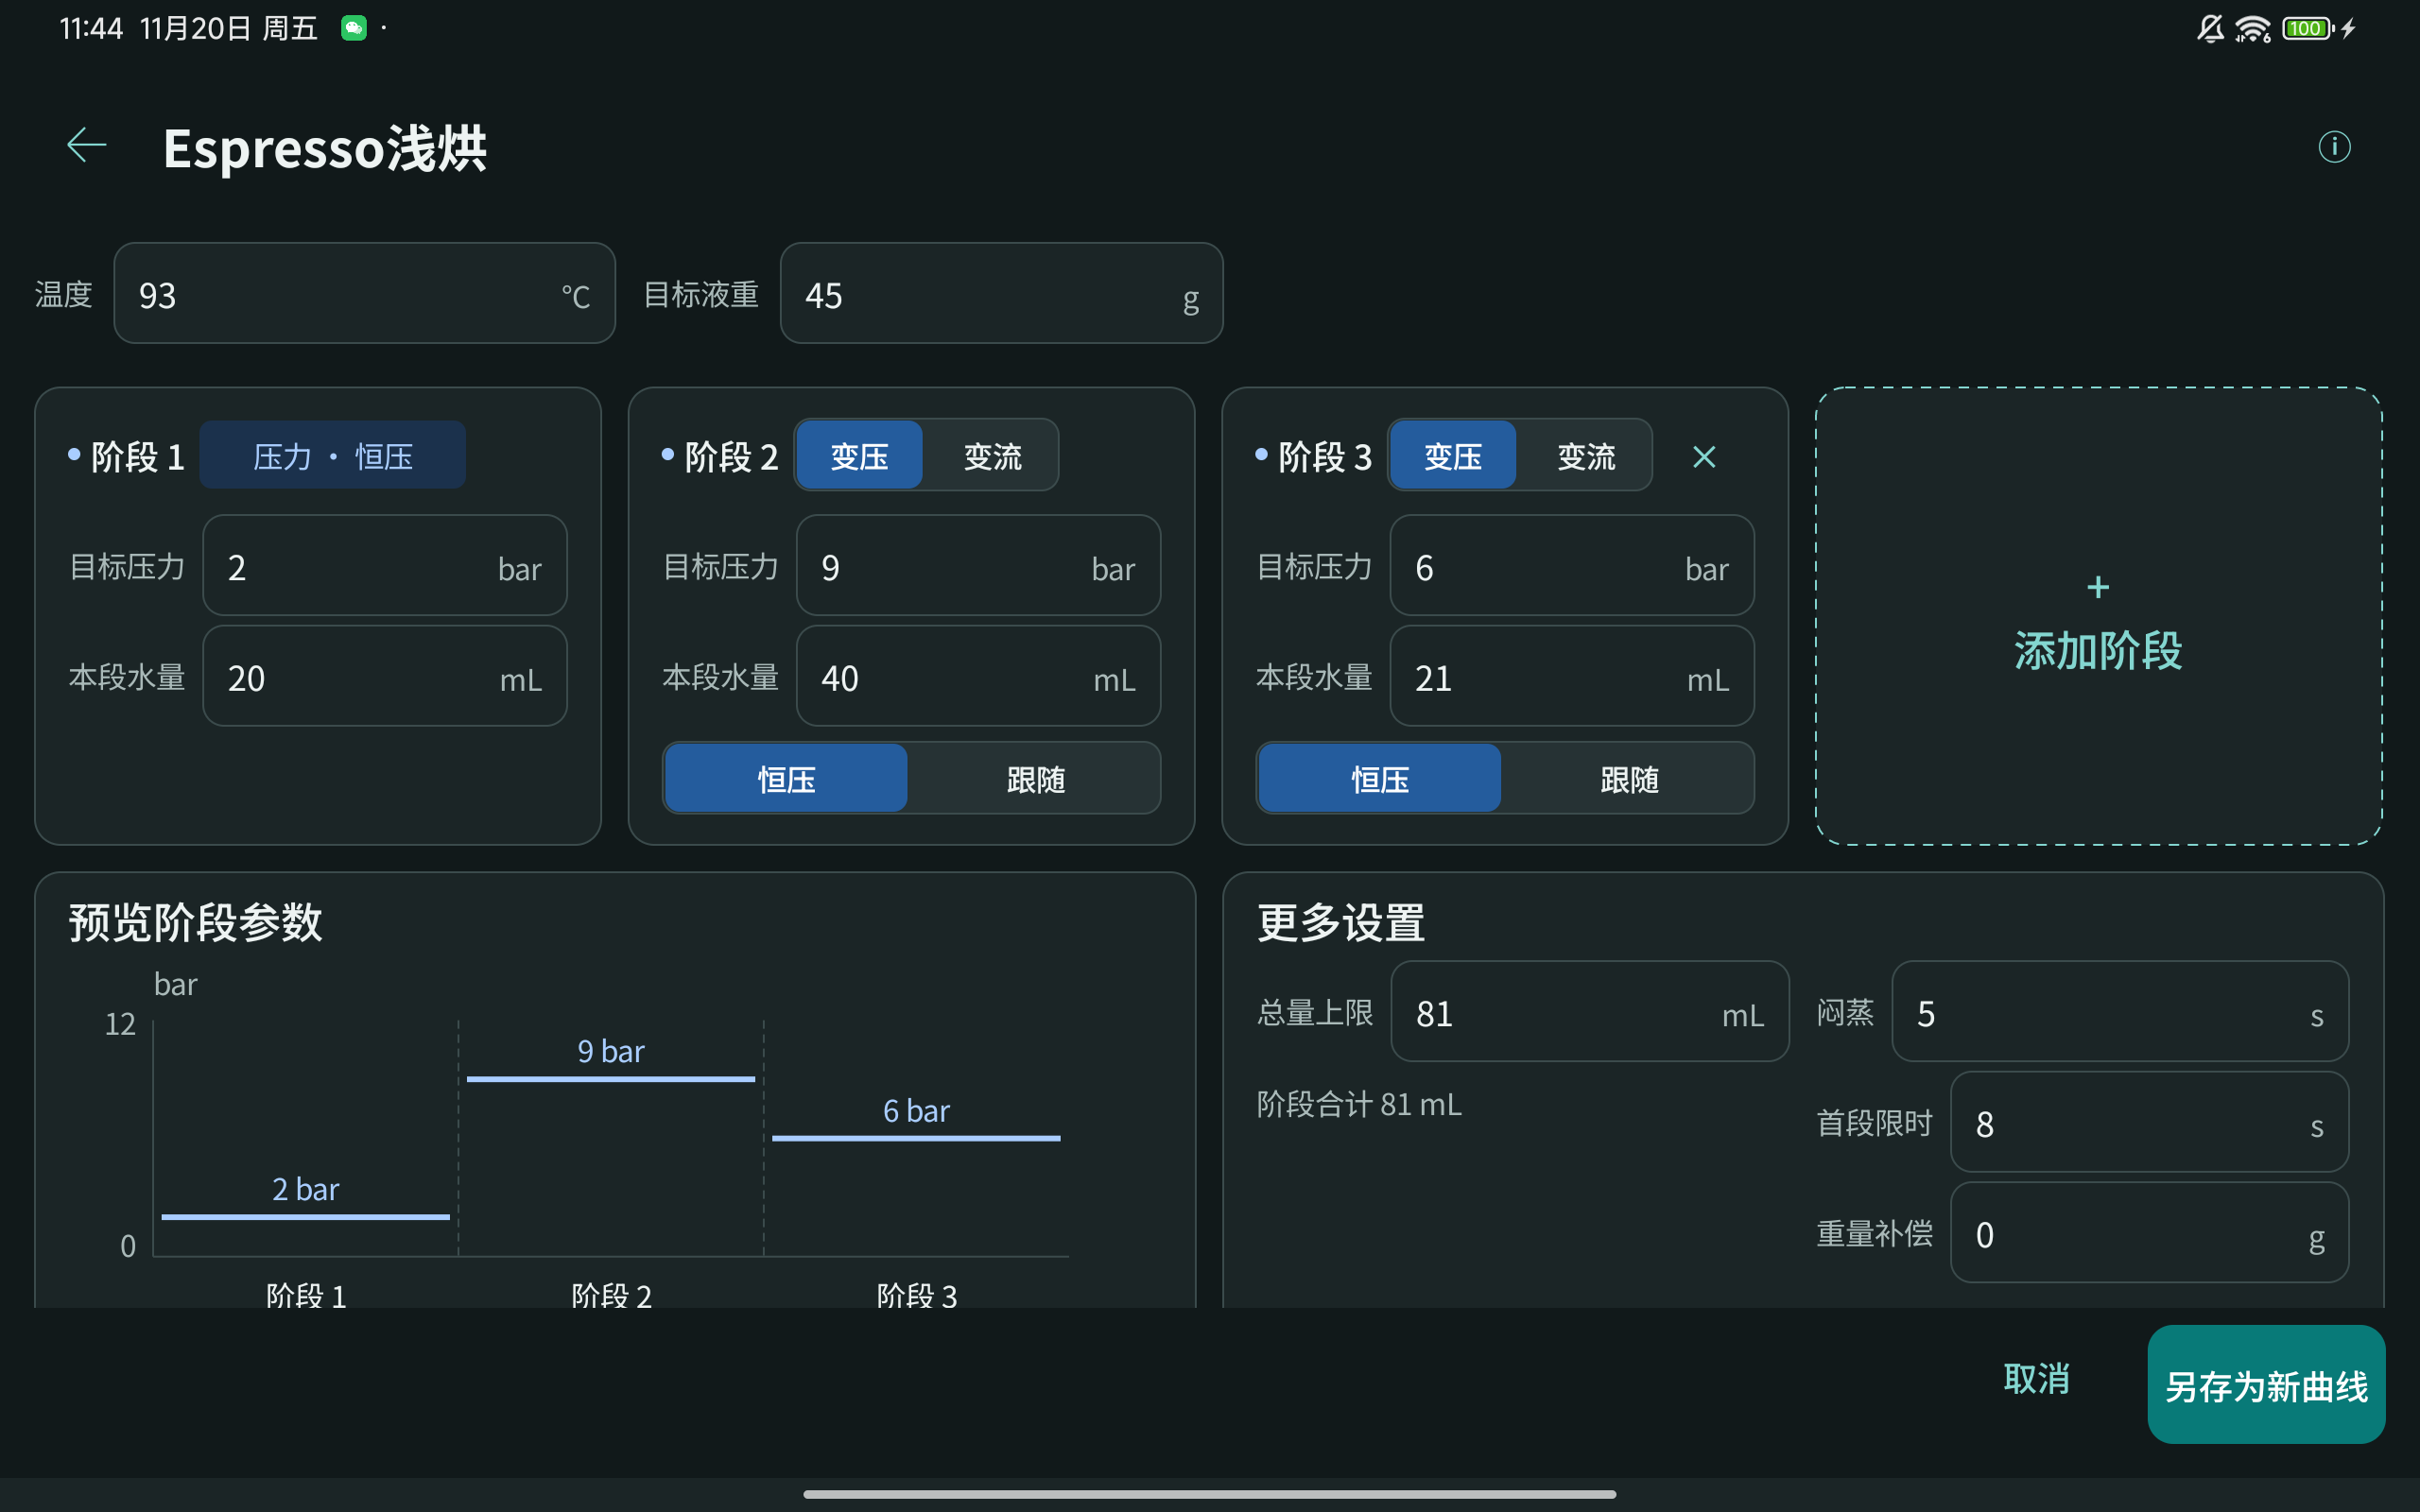 11:44 11月20日 周五 ·
6 100
Espresso浅烘
温度 93 °C 目标液重 45 g
阶段 1 压力 · 恒压
目标压力 2 bar
本段水量 20 mL
阶段 2 变压 变流
目标压力 9 bar
本段水量 40 mL
恒压 跟随
阶段 3 变压 变流 ×
目标压力 6 bar
本段水量 21 mL
恒压 跟随
+
添加阶段
预览阶段参数
bar
12
9 bar
6 bar
2 bar
0
阶段 1 阶段 2 阶段 3
更多设置
总量上限 81 mL 闷蒸 5 s
阶段合计 81 mL
首段限时 8 s
重量补偿 0 g
取消 另存为新曲线